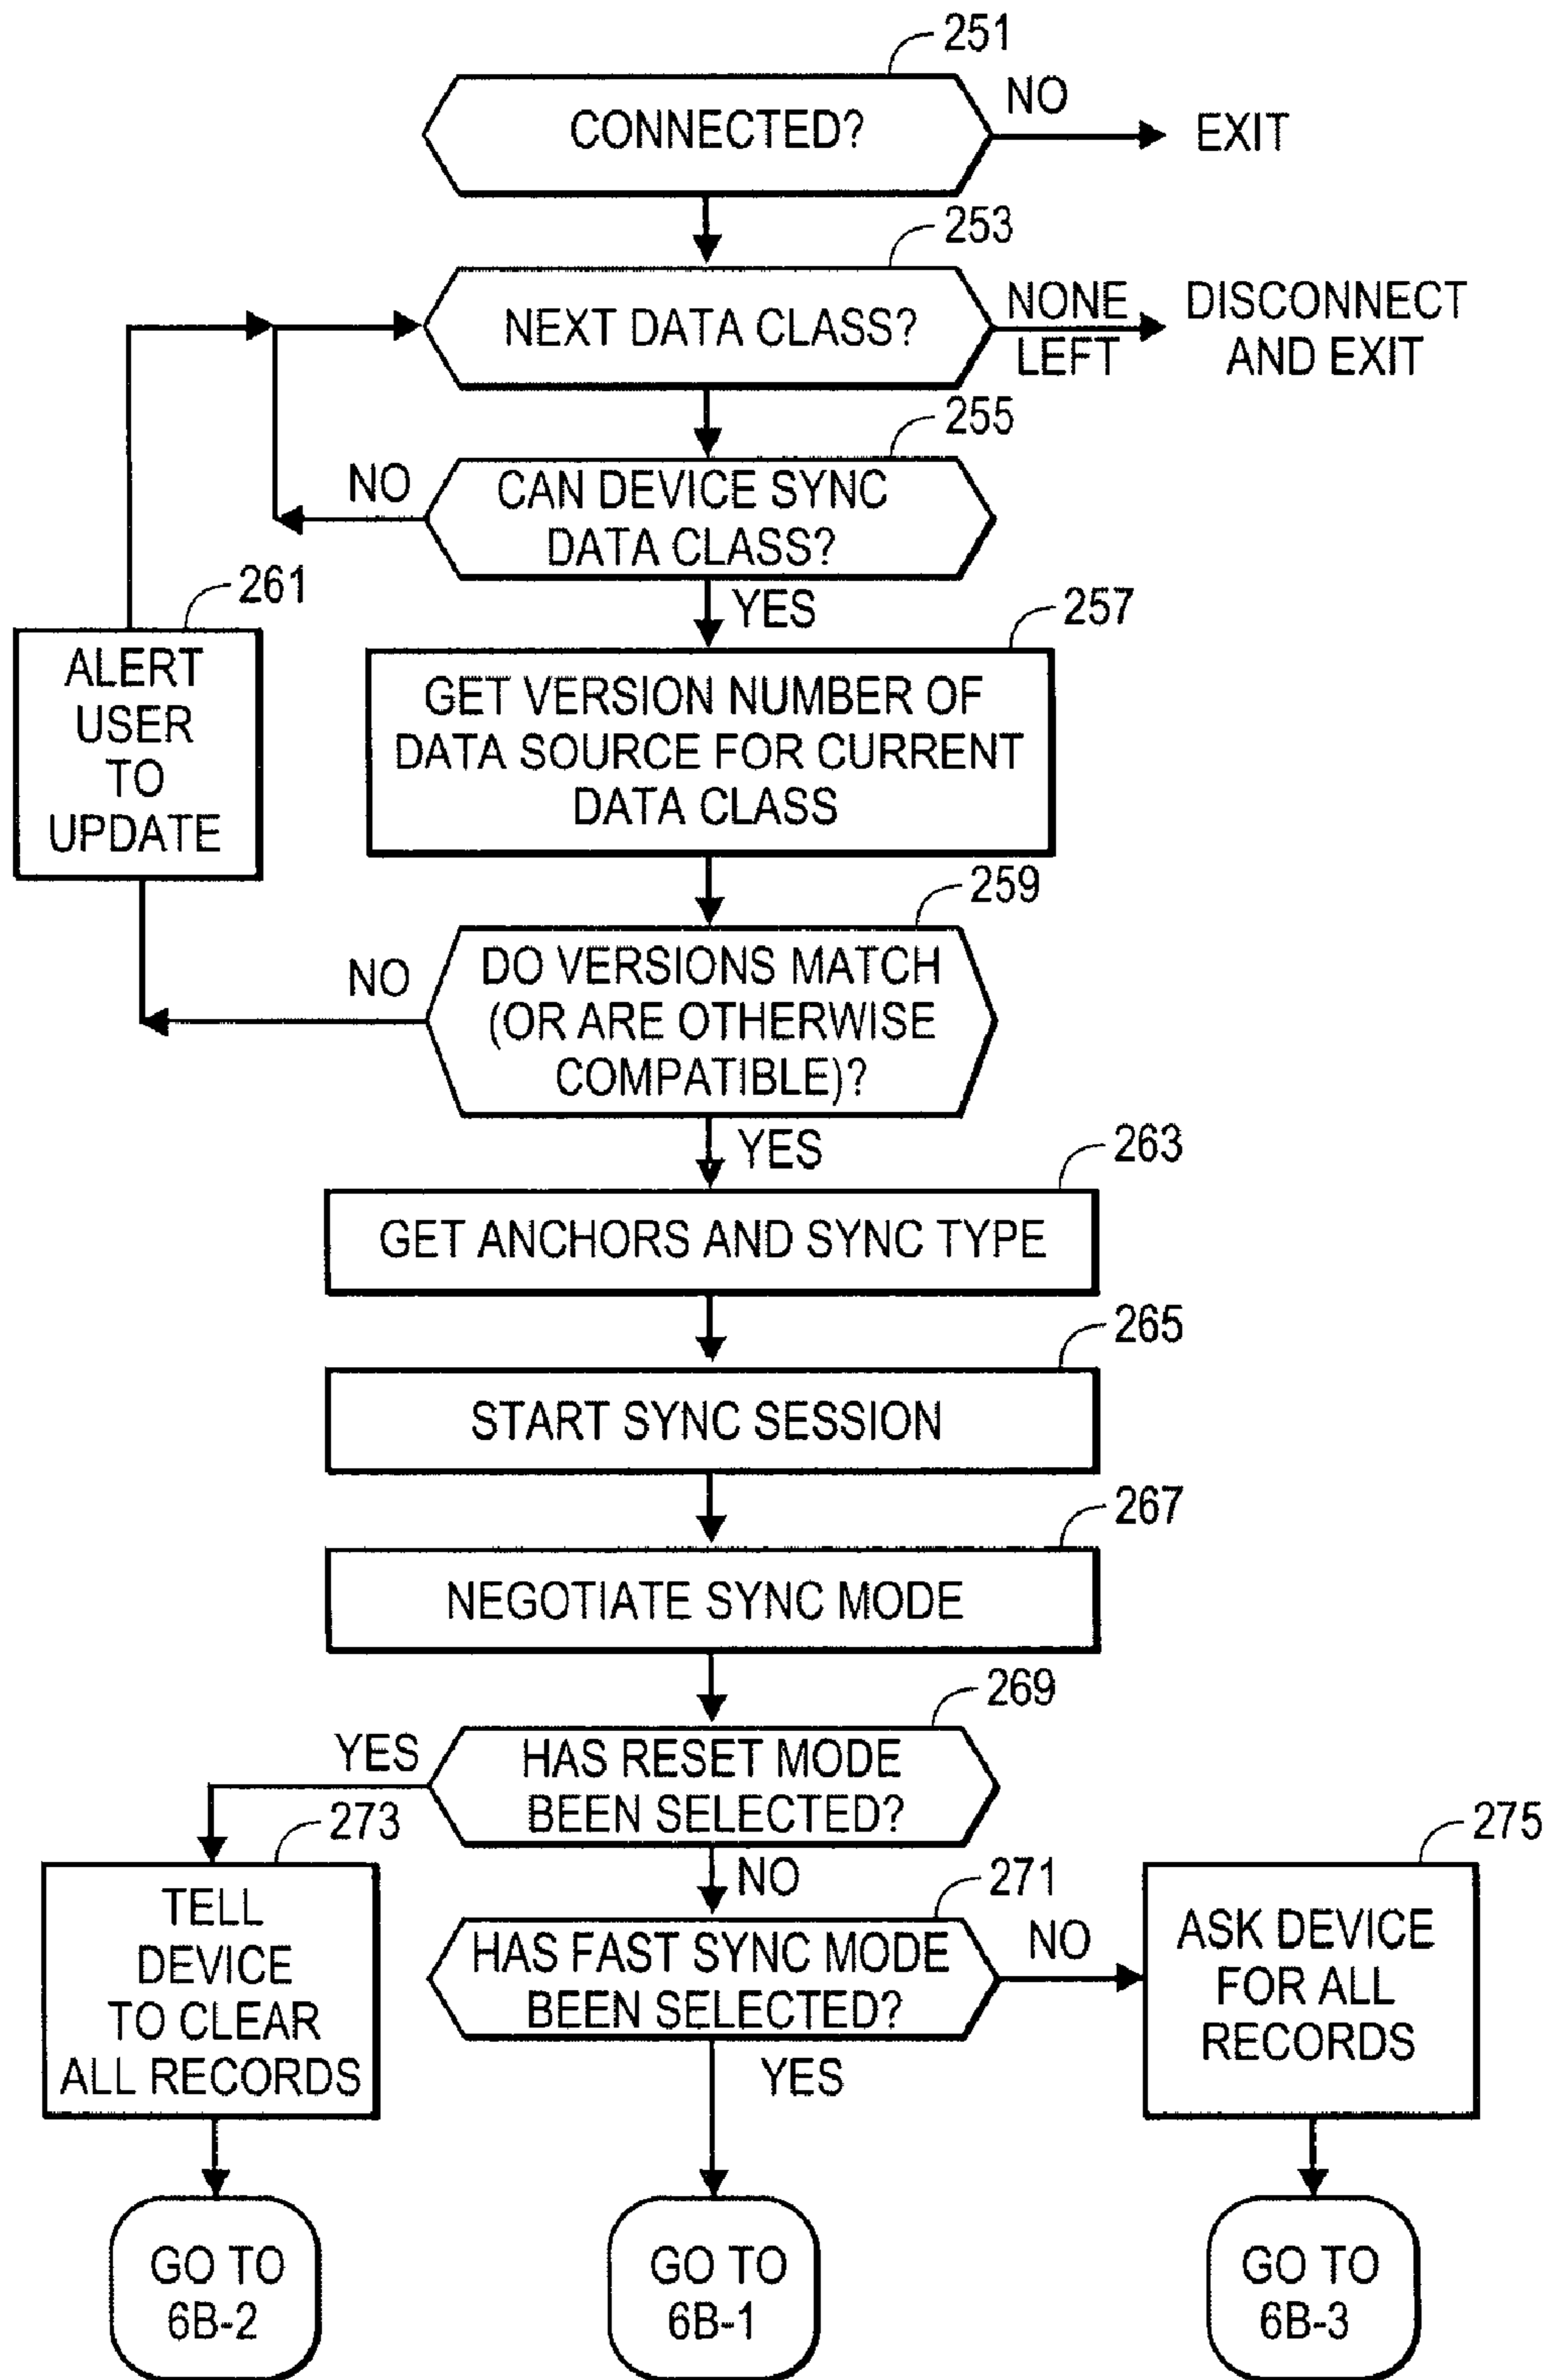 251
CONNECTED?
NO
EXIT
253
NEXT DATA CLASS?
NONE
LEFT
DISCONNECT
AND EXIT
255
NO
CAN DEVICE SYNC
DATA CLASS?
YES
261
ALERT
USER
TO
UPDATE
257
GET VERSION NUMBER OF
DATA SOURCE FOR CURRENT
DATA CLASS
259
NO
DO VERSIONS MATCH
(OR ARE OTHERWISE
COMPATIBLE)?
YES
263
GET ANCHORS AND SYNC TYPE
265
START SYNC SESSION
267
NEGOTIATE SYNC MODE
269
YES
HAS RESET MODE
BEEN SELECTED?
NO
273
TELL
DEVICE
TO CLEAR
ALL RECORDS
271
HAS FAST SYNC MODE
BEEN SELECTED?
NO
YES
275
ASK DEVICE
FOR ALL
RECORDS
GO TO
6B-2
GO TO
6B-1
GO TO
6B-3